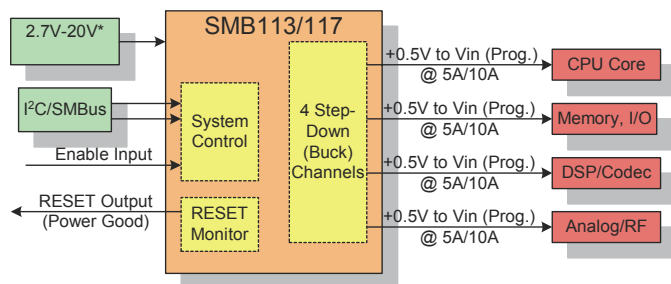 SMB113/117
2.7V-20V*
I²C/SMBus
Enable Input
RESET Output
(Power Good)
System
Control
RESET
Monitor
4 Step-
Down
(Buck)
Channels
+0.5V to Vin (Prog.)
@ 5A/10A
CPU Core
+0.5V to Vin (Prog.)
@ 5A/10A
Memory, I/O
+0.5V to Vin (Prog.)
@ 5A/10A
DSP/Codec
+0.5V to Vin (Prog.)
@ 5A/10A
Analog/RF